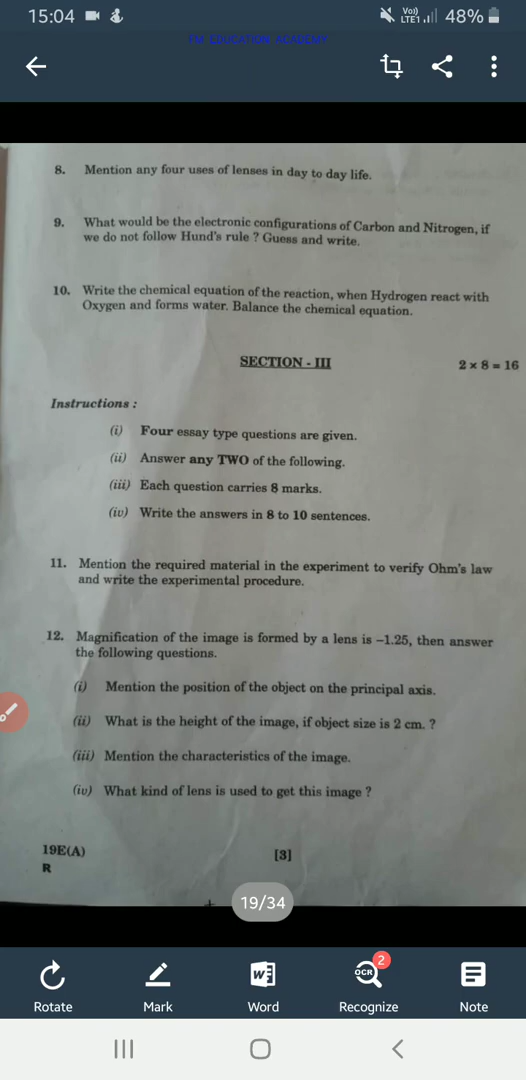 15:04
Vo))
LTE1
48%
FM EDUCATION ACADEMY
8. Mention any four uses of lenses in day to day life.
9. What would be the electronic configurations of Carbon and Nitrogen, if
we do not follow Hund's rule ? Guess and write.
10. Write the chemical equation of the reaction, when Hydrogen react with
Oxygen and forms water. Balance the chemical equation.
SECTION - III 2 × 8 = 16
Instructions :
(i) Four essay type questions are given.
(ii) Answer any TWO of the following.
(iii) Each question carries 8 marks.
(iv) Write the answers in 8 to 10 sentences.
11. Mention the required material in the experiment to verify Ohm's law
and write the experimental procedure.
12. Magnification of the image is formed by a lens is –1.25, then answer
the following questions.
(i) Mention the position of the object on the principal axis.
(ii) What is the height of the image, if object size is 2 cm. ?
(iii) Mention the characteristics of the image.
(iv) What kind of lens is used to get this image ?
19E(A) [3]
R
19/34
OCR 2
W
Rotate Mark Word Recognize Note